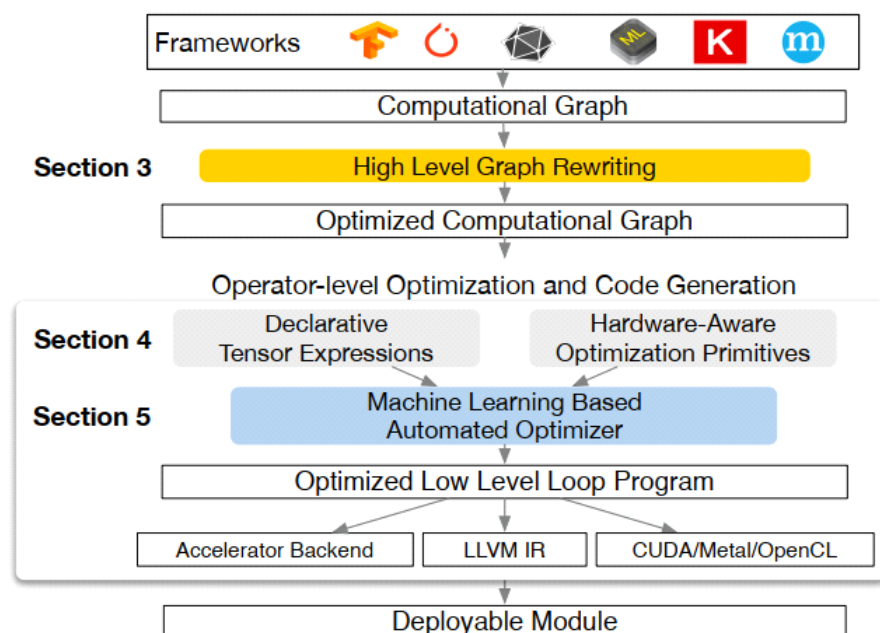 Frameworks ML K m
Computational Graph
Section 3 High Level Graph Rewriting
Optimized Computational Graph
Operator-level Optimization and Code Generation
Section 4
Declarative
Tensor Expressions
Hardware-Aware
Optimization Primitives
Section 5
Machine Learning Based
Automated Optimizer
Optimized Low Level Loop Program
Accelerator Backend LLVM IR CUDA/Metal/OpenCL
Deployable Module